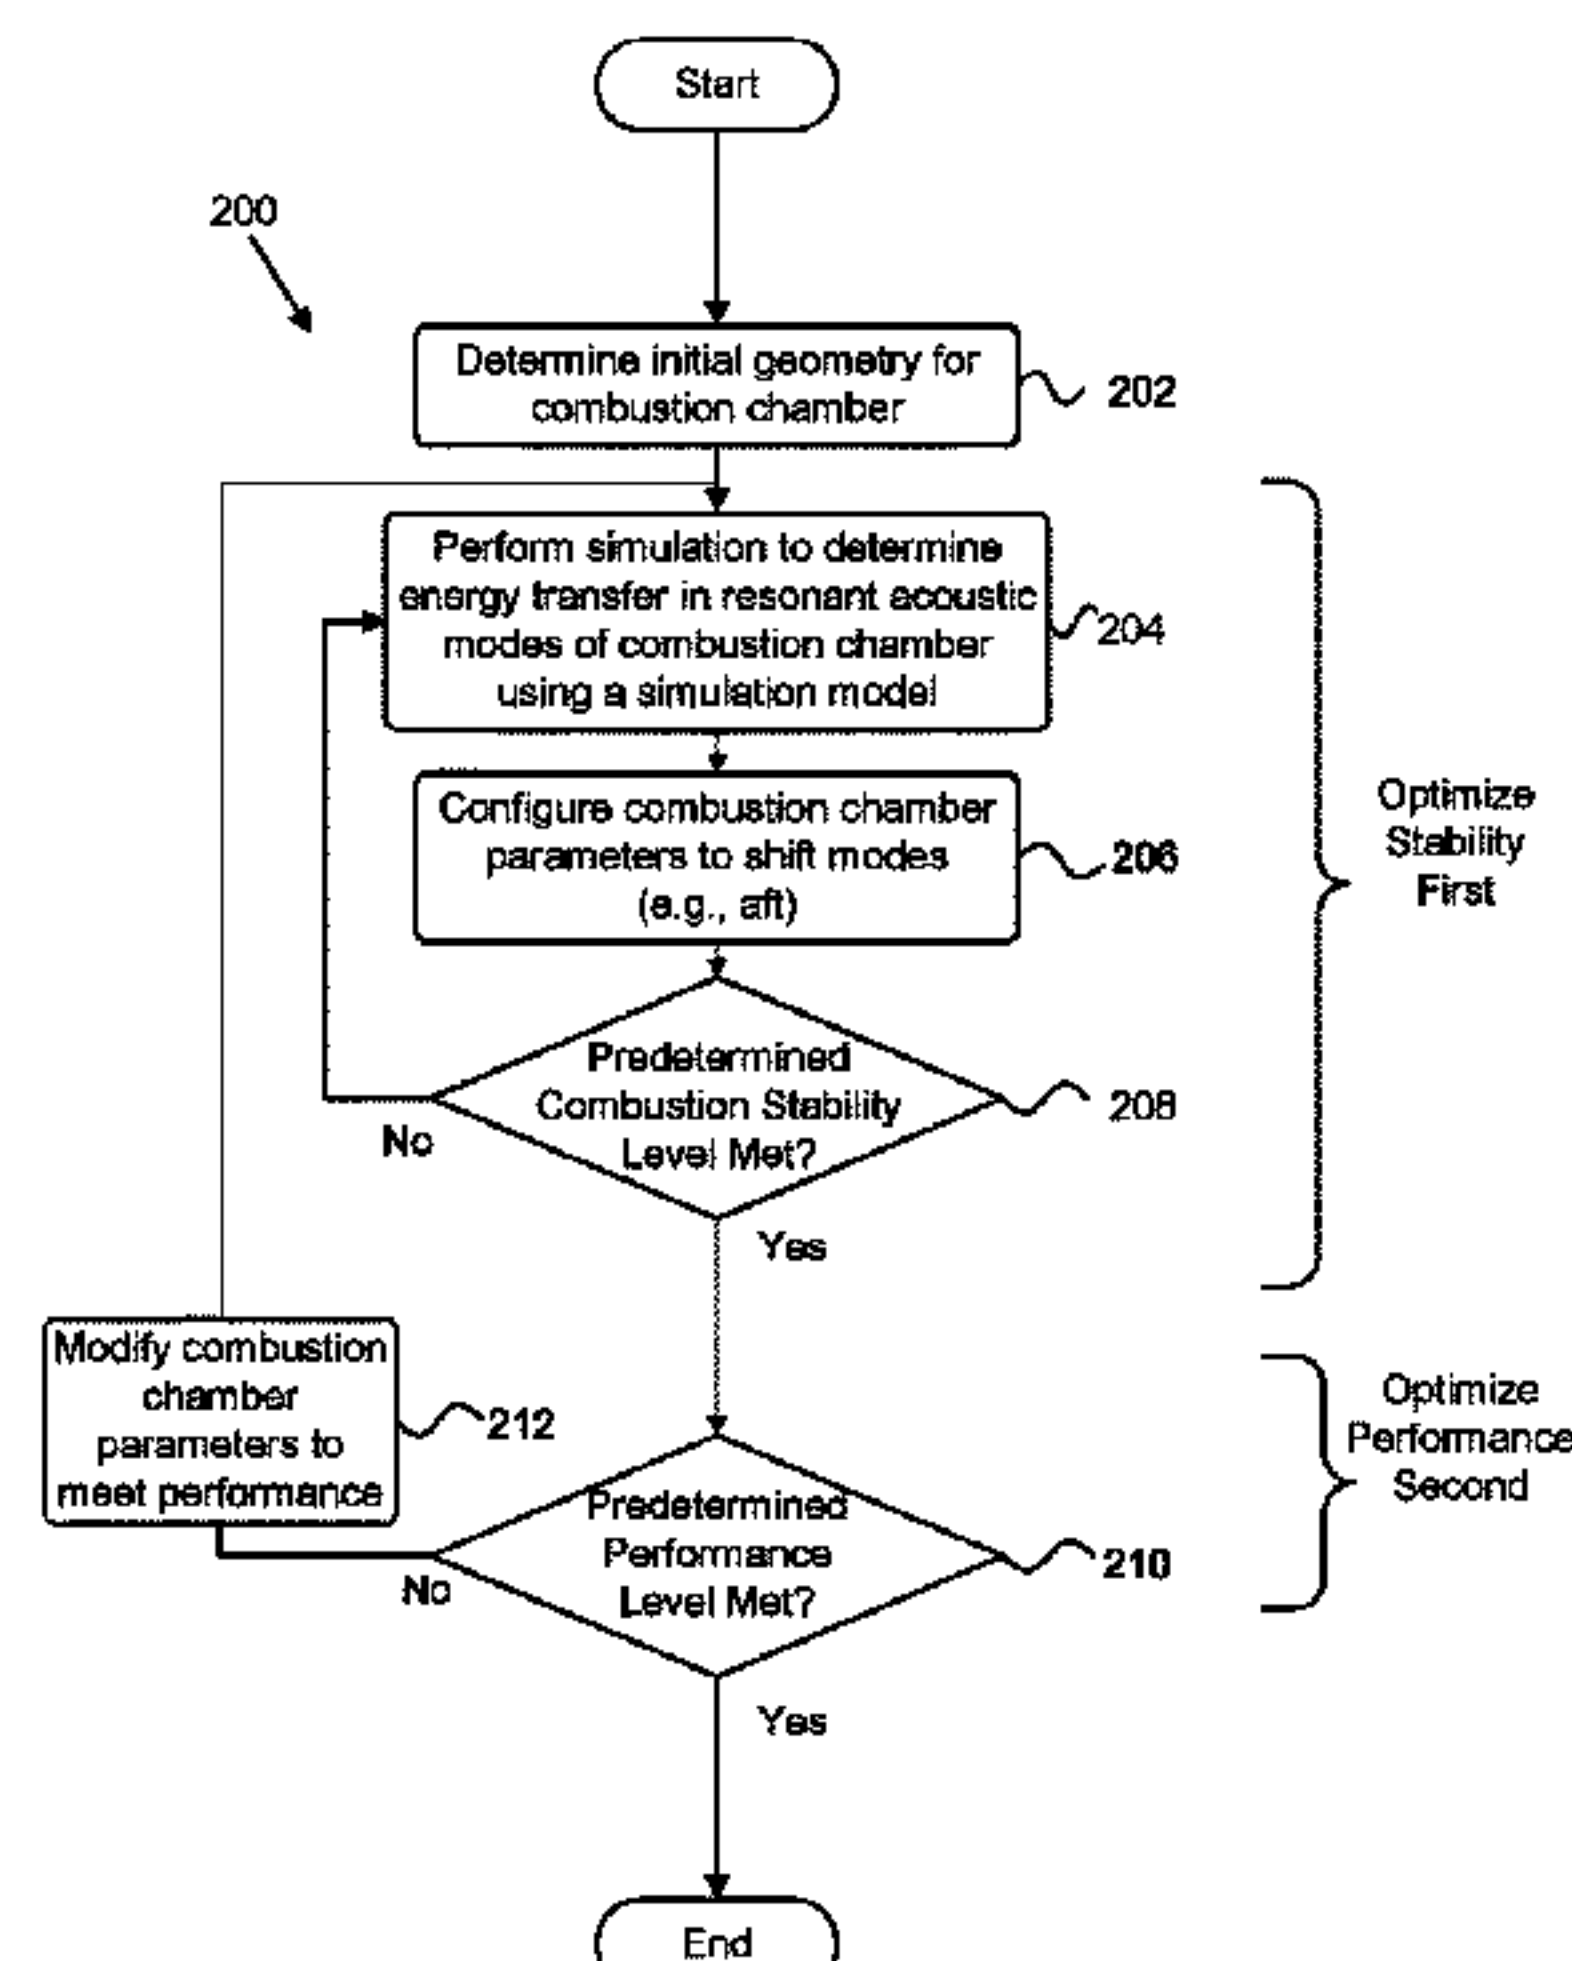 Start
200
Determine initial geometry for
combustion chamber
202
Perform simulation to determine
energy transfer in resonant acoustic
modes of combustion chamber
using a simulation model
204
Configure combustion chamber
parameters to shift modes
(e.g., aft)
206
Optimize
Stability
First
Predetermined
Combustion Stability
Level Met?
208
No
Yes
Modify combustion
chamber
parameters to
meet performance
212
Optimize
Performance
Second
Predetermined
Performance
Level Met?
210
No
Yes
End